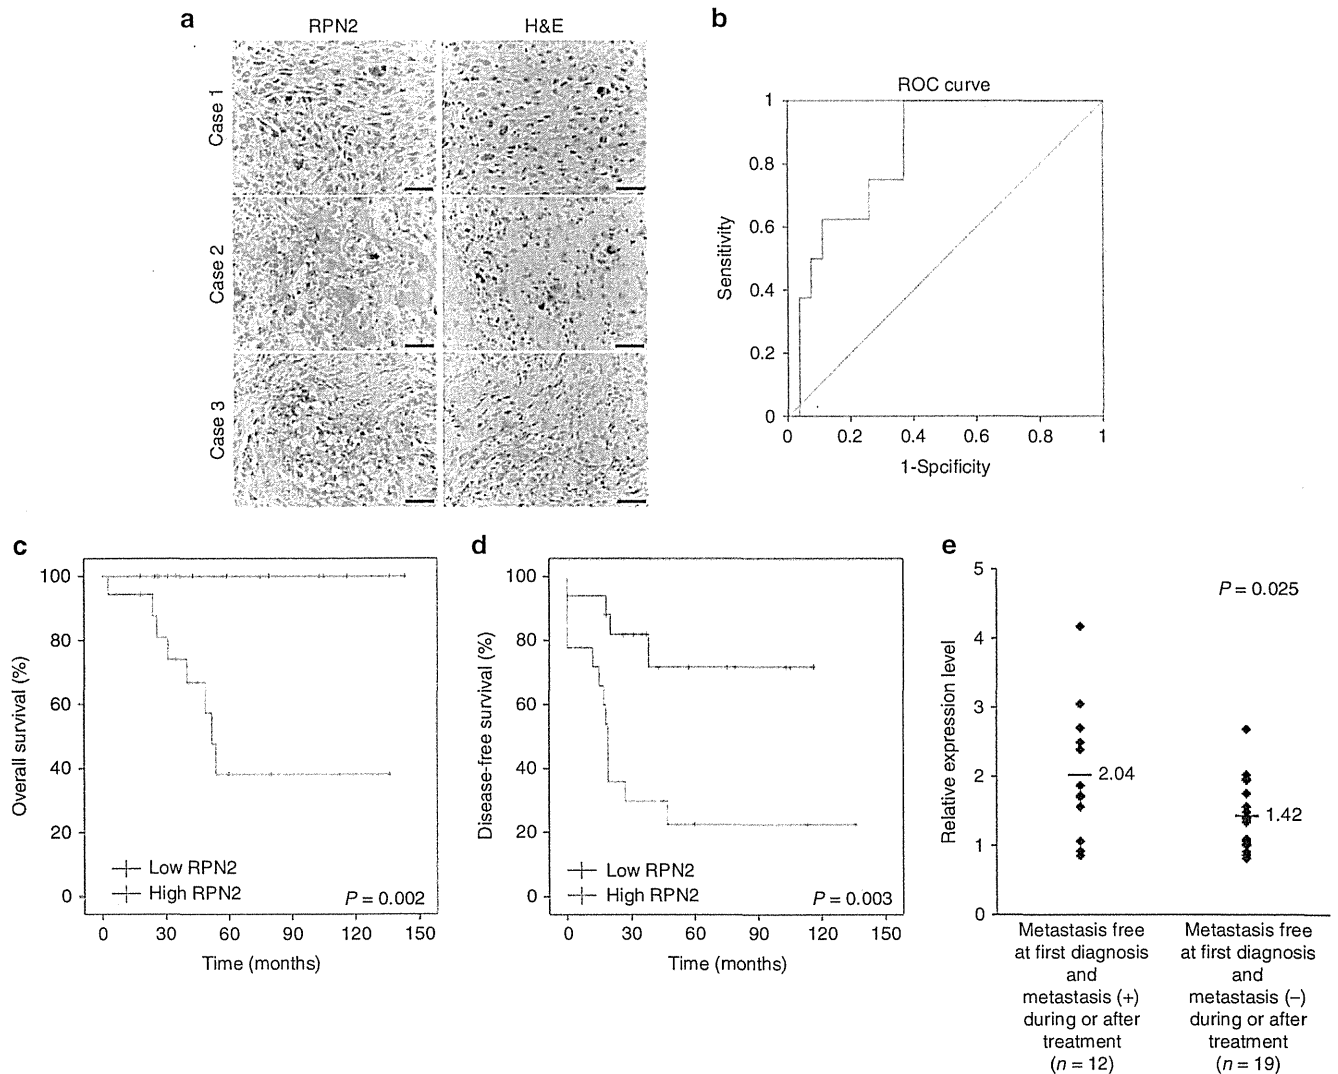 a
RPN2
H&E
Case 1
Case 2
Case 3
b
ROC curve
1
0.8
0.6
0.4
0.2
0
Sensitivity
0
0.2
0.4
0.6
0.8
1
1-Spcificity
c
100
80
60
40
20
0
Overall survival (%)
Low RPN2
High RPN2
P = 0.002
0
30
60
90
120
150
Time (months)
d
100
80
60
40
20
0
Disease-free survival (%)
Low RPN2
High RPN2
P = 0.003
0
30
60
90
120
150
Time (months)
e
5
4
3
2
1
0
Relative expression level
P = 0.025
2.04
1.42
Metastasis free
at first diagnosis
and
metastasis (+)
during or after
treatment
(n = 12)
Metastasis free
at first diagnosis
and
metastasis (–)
during or after
treatment
(n = 19)